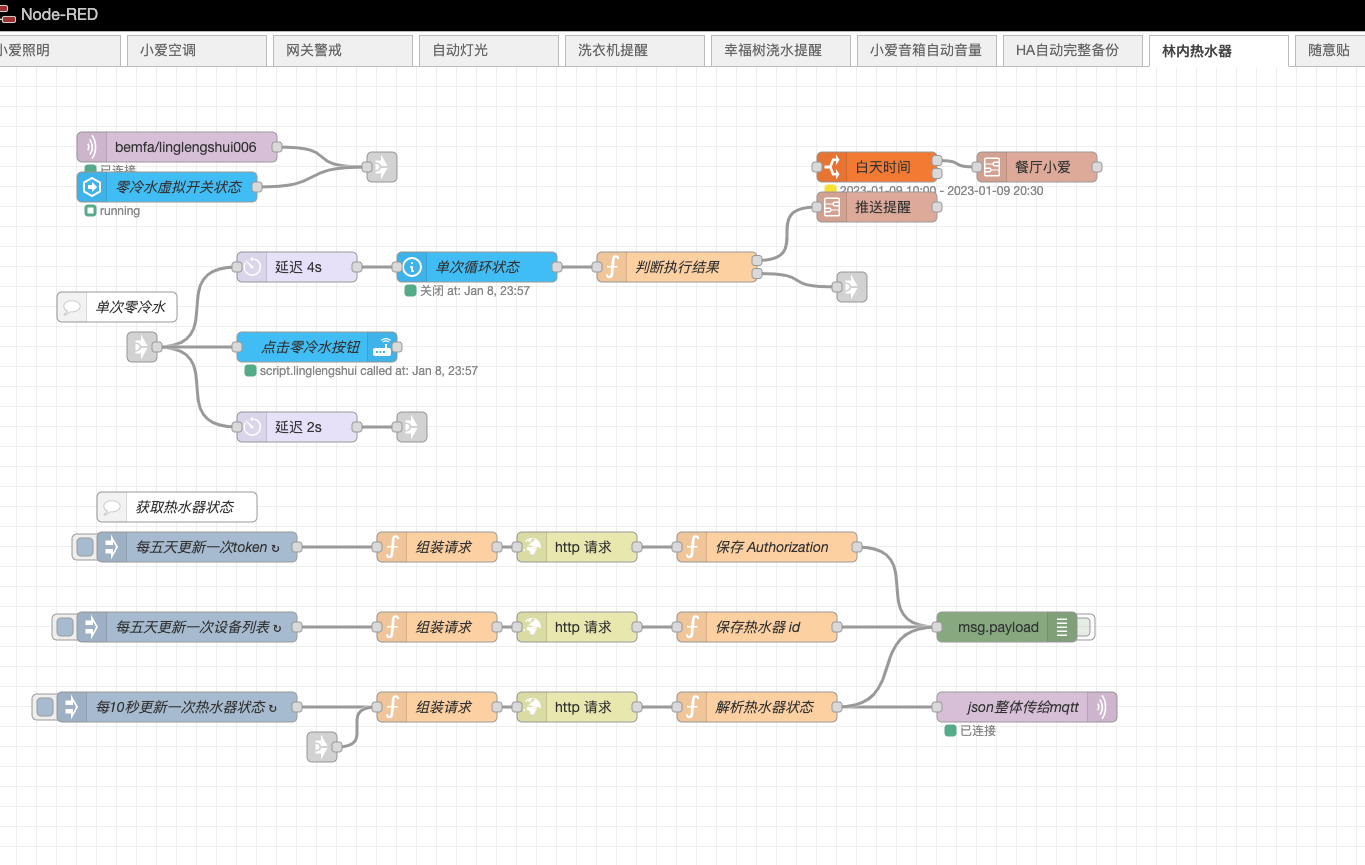 Node-RED
小爱照明
小爱空调
网关警戒
自动灯光
洗衣机提醒
幸福树浇水提醒
小爱音箱自动音量
HA自动完整备份
林内热水器
随意贴
bemfa/linglengshui006
已连接
零冷水虚拟开关状态
running
白天时间
餐厅小爱
2023-01-09 10:00 - 2023-01-09 20:30
推送提醒
延迟 4s
单次循环状态
判断执行结果
关闭 at: Jan 8, 23:57
单次零冷水
点击零冷水按钮
script.linglengshui called at: Jan 8, 23:57
延迟 2s
获取热水器状态
每五天更新一次token ↻
组装请求
http 请求
保存 Authorization
每五天更新一次设备列表 ↻
组装请求
http 请求
保存热水器 id
msg.payload
每10秒更新一次热水器状态 ↻
组装请求
http 请求
解析热水器状态
json整体传给mqtt
已连接